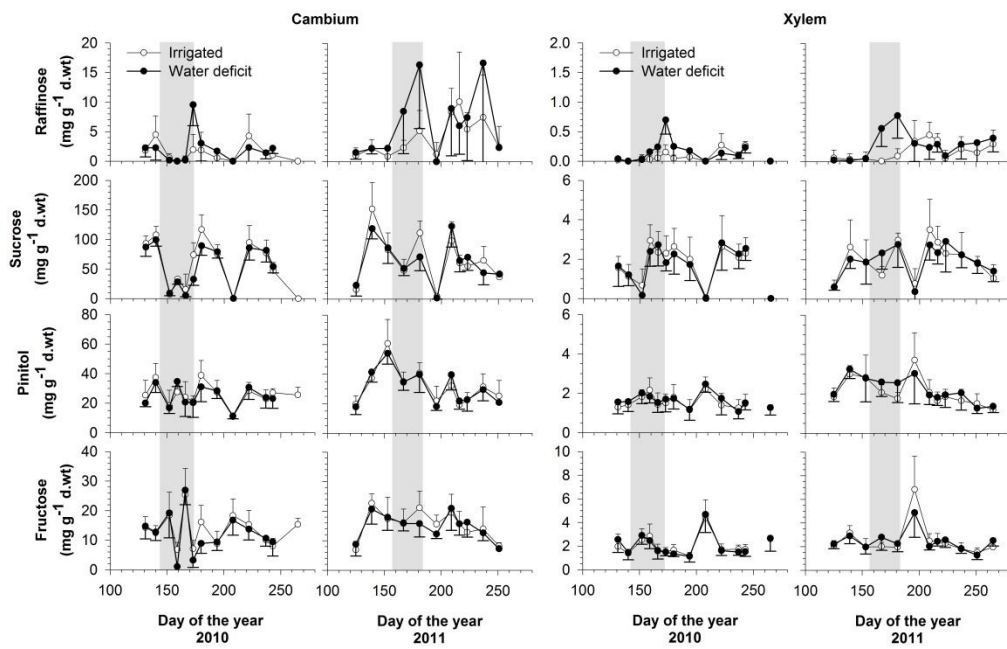 Cambium Xylem
Irrigated
Water deficit
Irrigated
Water deficit
Raffinose
(mg g-1 d.wt)
20
15
10
5
0
2.0
1.5
1.0
0.5
0.0
Sucrose
(mg g-1 d.wt)
200
150
100
50
0
6
4
2
0
Pinitol
(mg g-1 d.wt)
80
60
40
20
0
6
4
2
0
Fructose
(mg g-1 d.wt)
40
30
20
10
0
10
8
6
4
2
0
100 150 200 250 100 150 200 250 100 150 200 250 100 150 200 250
Day of the year Day of the year Day of the year Day of the year
2010 2011 2010 2011